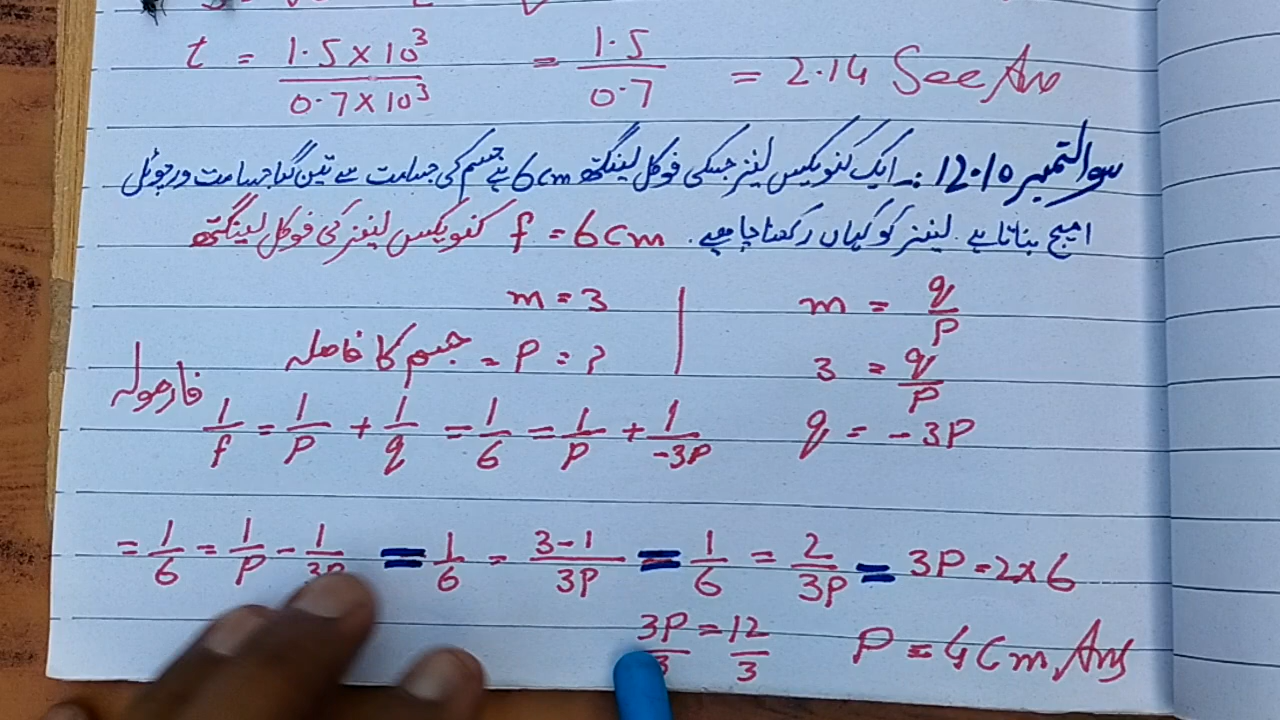 t = 1.5 × 10³ / 0.7 × 10³ = 1.5 / 0.7 = 2.14 Sec Ans
سوال نمبر 12.10:۔ ایک کنویکس لینز جسکی فوکل لینگتھ 6cm ہے جسم کی جسامت سے تین گنا جسامت ورچوئل
امیج بناتا ہے۔ لینز کو کہاں رکھنا چاہیے۔ f = 6cm کنویکس لینز کی فوکل لینگتھ
m = 3 | m = q/P
جسم کا فاصلہ = P = ? 3 = q/P
فارمولہ
1/f = 1/P + 1/q = 1/6 = 1/P + 1/-3P q = -3P
= 1/6 = 1/P - 1/3P = 1/6 = 3-1/3P = 1/6 = 2/3P = 3P = 2×6
3P/3 = 12/3 P = 4cm Ans